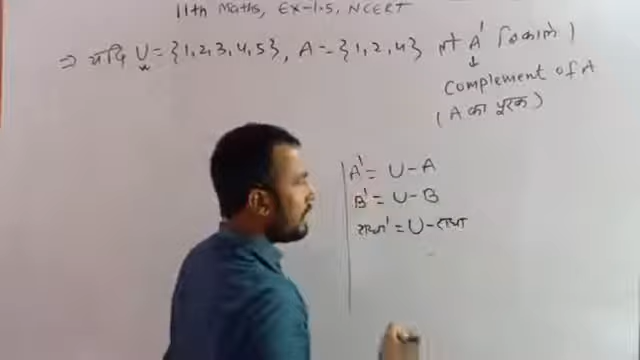 11th Maths, Ex-1.5, NCERT
⇒ यदि U = {1,2,3,4,5}, A = {1,2,4} तो A' निकालें |
↓
Complement of A
(A का पूरक)
A' = U - A
B' = U - B
राधा' = U - राधा